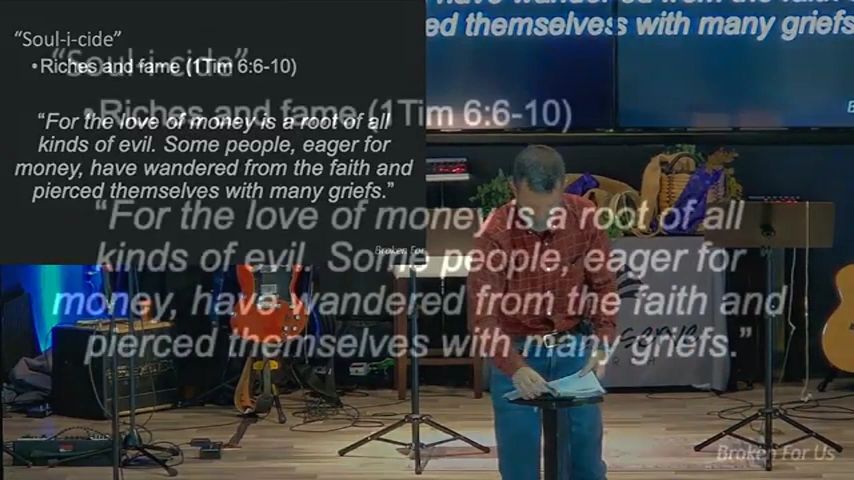 “Soul-i-cide”
•Riches and fame (1Tim 6:6-10)
“For the love of money is a root of all
kinds of evil. Some people, eager for
money, have wandered from the faith and
pierced themselves with many griefs.”
Broken For
ed themselves with many griefs
“Soul-i-cide”
•Riches and fame (1Tim 6:6-10)
“For the love of money is a root of all
kinds of evil. Some people, eager for
money, have wandered from the faith and
pierced themselves with many griefs.”
Broken For Us